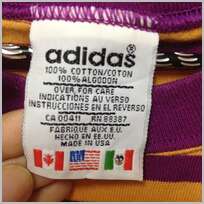 adidas®
100% COTTON/COTON
100% ALGODON
OVER FOR CARE
INDICATIONS AU VERSO
INSTRUCCIONES EN EL REVERSO
CA 00411 RN 88387
FABRIQUE AUX E.U.
HECHO EN EE.UU.
MADE IN USA